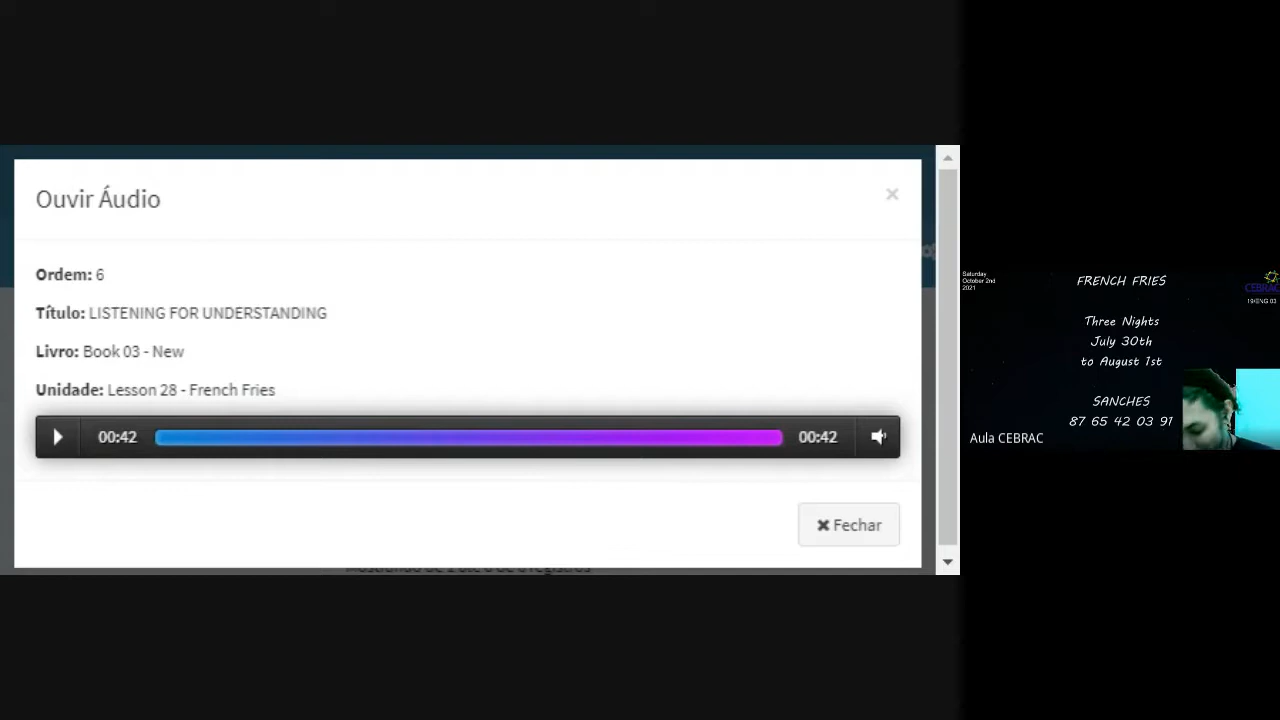 Ouvir Áudio
×
Ordem: 6
Título: LISTENING FOR UNDERSTANDING
Livro: Book 03 - New
Unidade: Lesson 28 - French Fries
00:42 00:42
Fechar
Saturday
October 2nd
2021
FRENCH FRIES
CEBRAC
Three Nights
July 30th
to August 1st
SANCHES
87 65 42 03 91
Aula CEBRAC